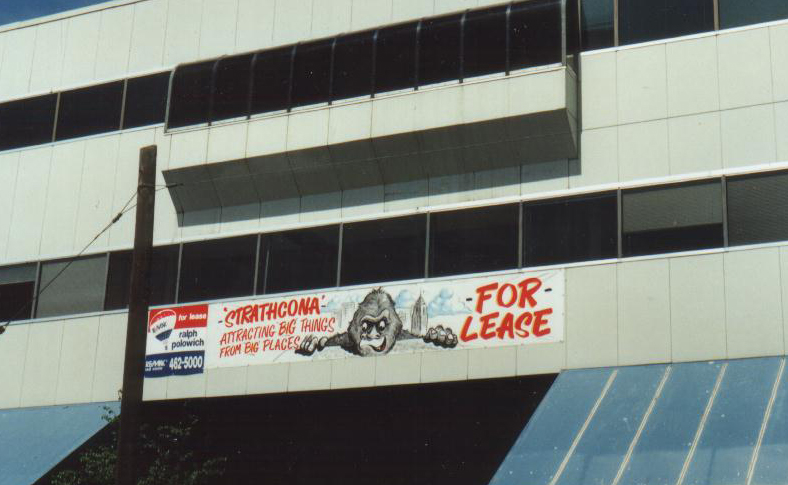 for lease
RE/MAX
ralph
polowich
RE/MAX
462-5000
-'STRATHCONA'-
ATTRACTING BIG THINGS
FROM BIG PLACES
-FOR-
LEASE